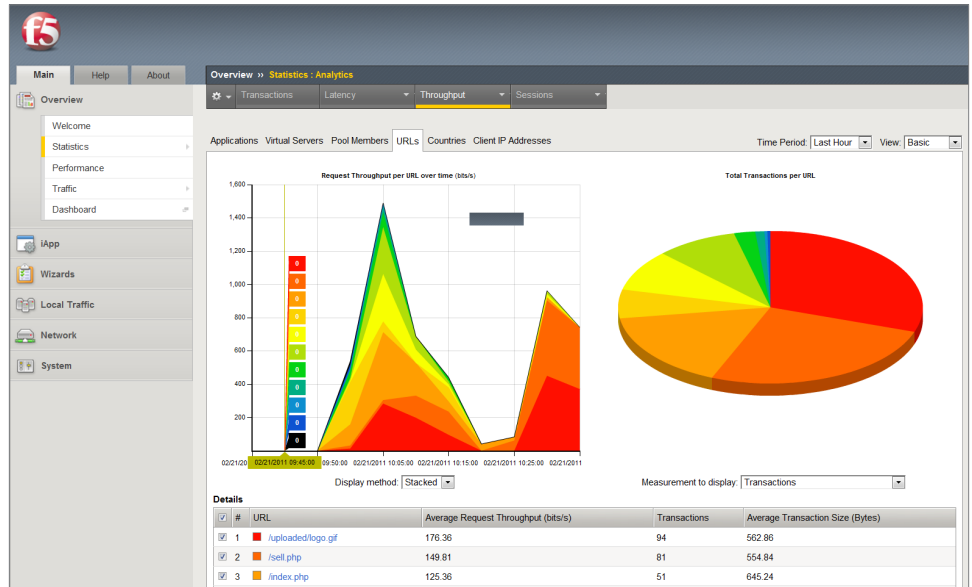 f5
Main Help About
Overview ›› Statistics : Analytics
Transactions Latency Throughput Sessions
Overview
Welcome
Statistics
Performance
Traffic
Dashboard
iApp
Wizards
Local Traffic
Network
System
Applications Virtual Servers Pool Members URLs Countries Client IP Addresses
Time Period: Last Hour View: Basic
Request Throughput per URL over time (bits/s)
1,600
1,400
1,200
1,000
800
600
400
200
0
0
0
0
0
0
0
0
0
0
0
02/21/20 02/21/2011 09:45:00 09:50:00 02/21/2011 10:05:00 02/21/2011 10:15:00 02/21/2011 10:25:00 02/21/2011
Display method: Stacked
Total Transactions per URL
Measurement to display: Transactions
Details
# URL Average Request Throughput (bits/s) Transactions Average Transaction Size (Bytes)
1 /uploaded/logo.gif 176.36 94 562.86
2 /sell.php 149.81 81 554.84
3 /index.php 125.36 51 645.24